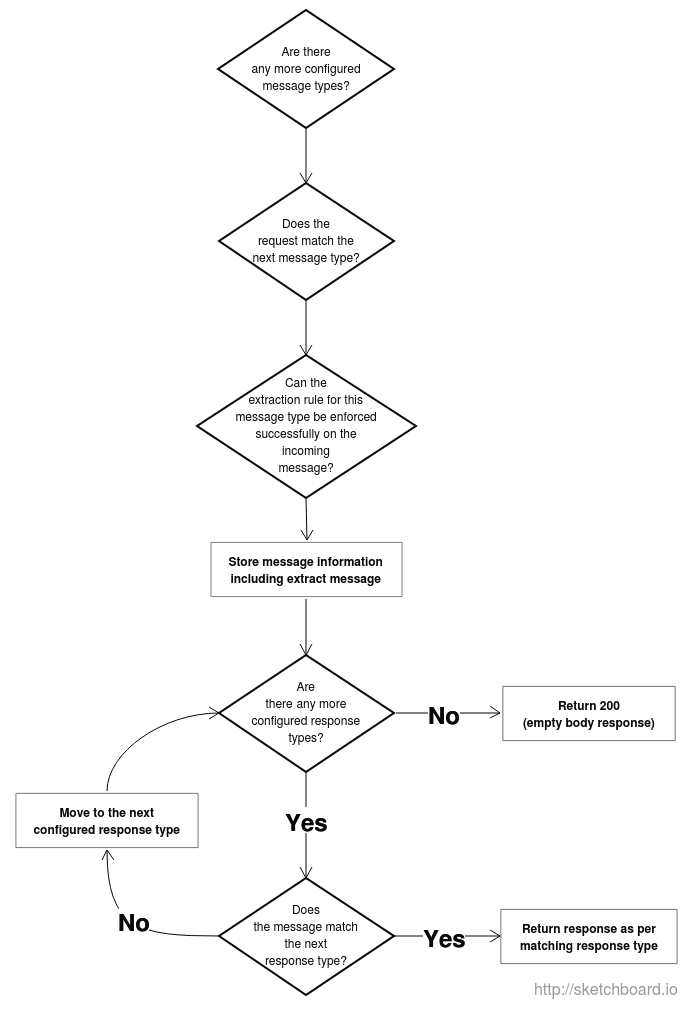 Are there
any more configured
message types?
Does the
request match the
next message type?
Can the
extraction rule for this
message type be enforced
successfully on the
incoming
message?
Store message information
including extract message
Are
there any more
configured response
types?
No
Return 200
(empty body response)
Yes
Move to the next
configured response type
No
Does
the message match
the next
response type?
Yes
Return response as per
matching response type
http://sketchboard.io